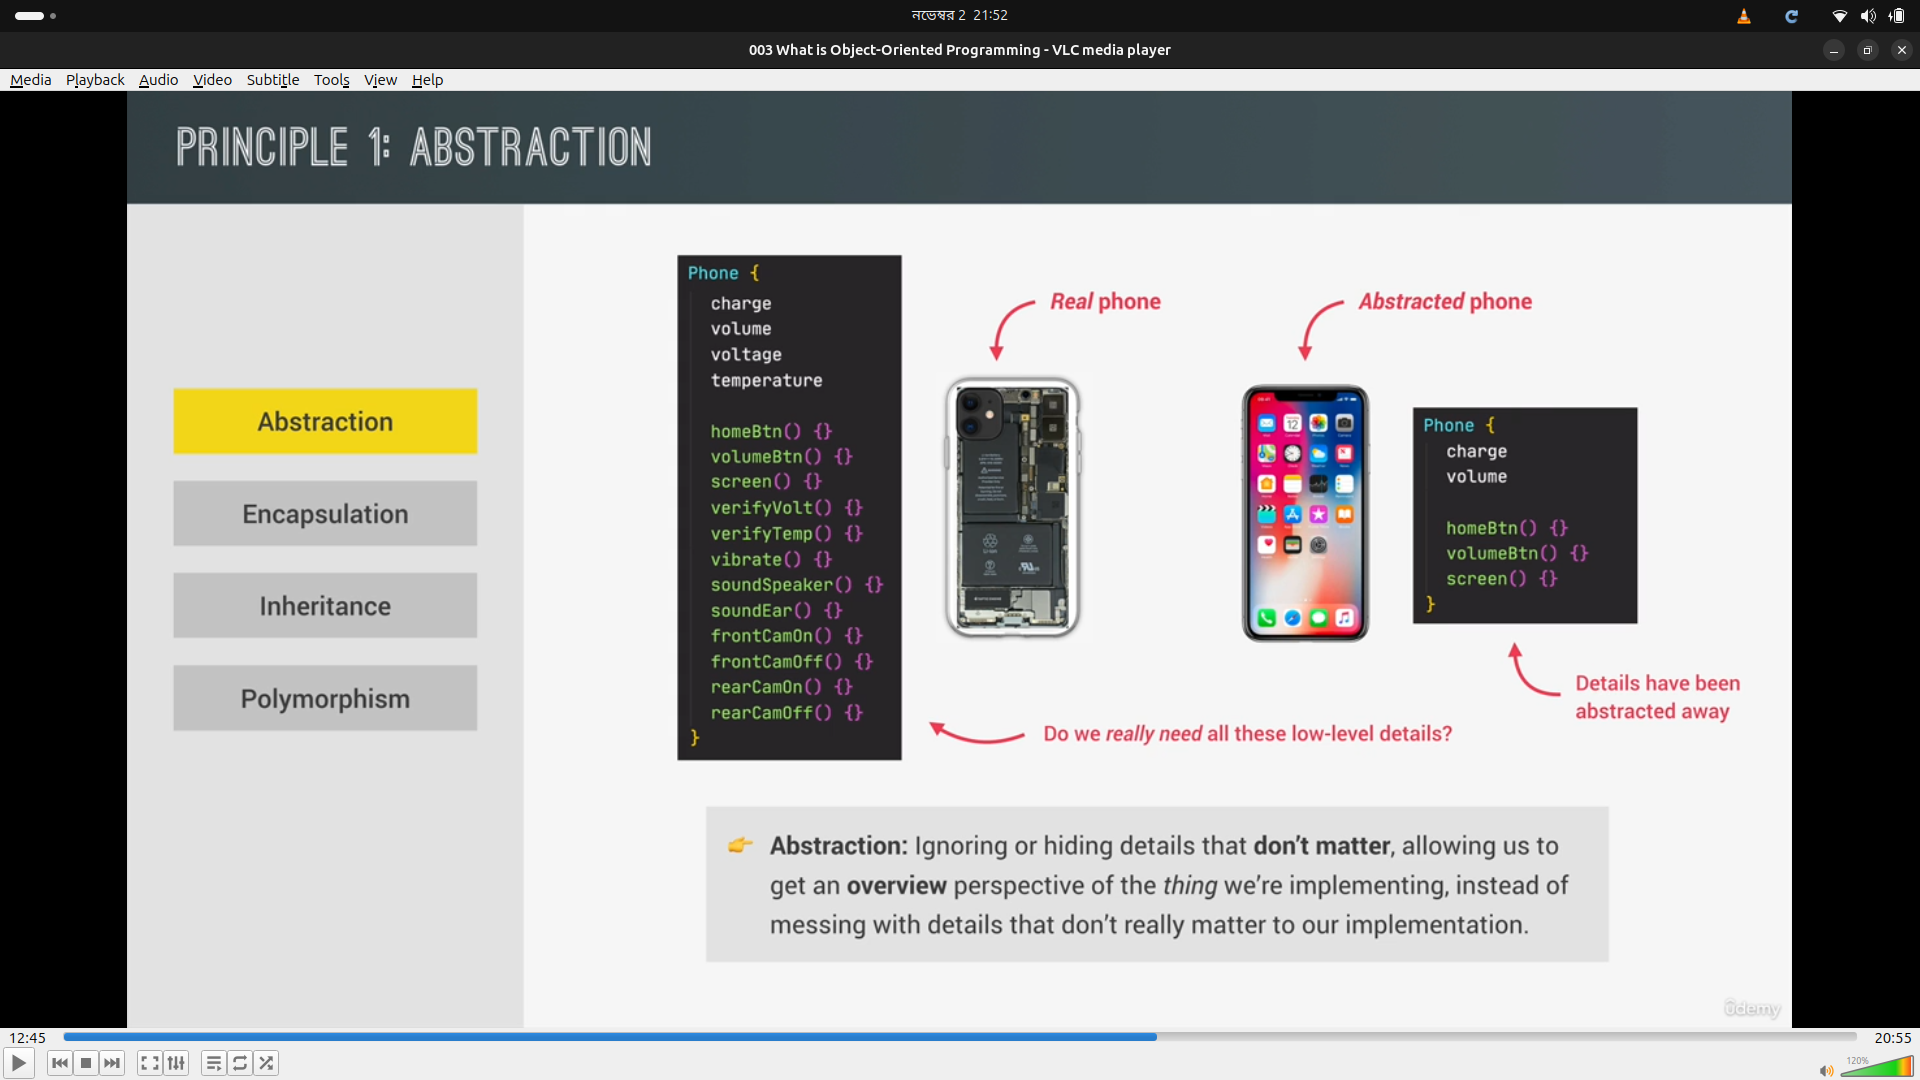 নভেম্বর 2 21:52
003 What is Object-Oriented Programming - VLC media player
Media Playback Audio Video Subtitle Tools View Help
PRINCIPLE 1: ABSTRACTION
Abstraction
Encapsulation
Inheritance
Polymorphism
Phone {
charge
volume
voltage
temperature
homeBtn() {}
volumeBtn() {}
screen() {}
verifyVolt() {}
verifyTemp() {}
vibrate() {}
soundSpeaker() {}
soundEar() {}
frontCamOn() {}
frontCamOff() {}
rearCamOn() {}
rearCamOff() {}
}
Real phone
Abstracted phone
Phone {
charge
volume
homeBtn() {}
volumeBtn() {}
screen() {}
}
Details have been
abstracted away
Do we really need all these low-level details?
👉 Abstraction: Ignoring or hiding details that don’t matter, allowing us to
get an overview perspective of the thing we’re implementing, instead of
messing with details that don’t really matter to our implementation.
ûdemy
12:45
20:55
120%